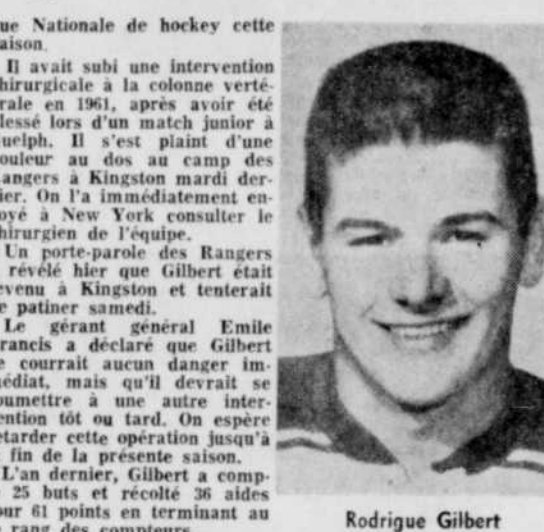 ue Nationale de hockey cette
aison.
Il avait subi une intervention
hirurgicale à la colonne verté-
rale en 1961, après avoir été
lessé lors d'un match junior à
uelph. Il s'est plaint d'une
ouleur au dos au camp des
angers à Kingston mardi der-
ier. On l'a immédiatement en-
oyé à New York consulter le
hirurgien de l'équipe.
Un porte-parole des Rangers
révélé hier que Gilbert était
evenu à Kingston et tenterait
e patiner samedi.
Le gérant général Emile
rancis a déclaré que Gilbert
e courrait aucun danger im-
édiat, mais qu'il devrait se
oumettre à une autre inter-
ention tôt ou tard. On espère
etarder cette opération jusqu'à
fin de la présente saison.
L'an dernier, Gilbert a comp-
25 buts et récolté 36 aides
our 61 points en terminant au
rang des compteurs.
Rodrigue Gilbert